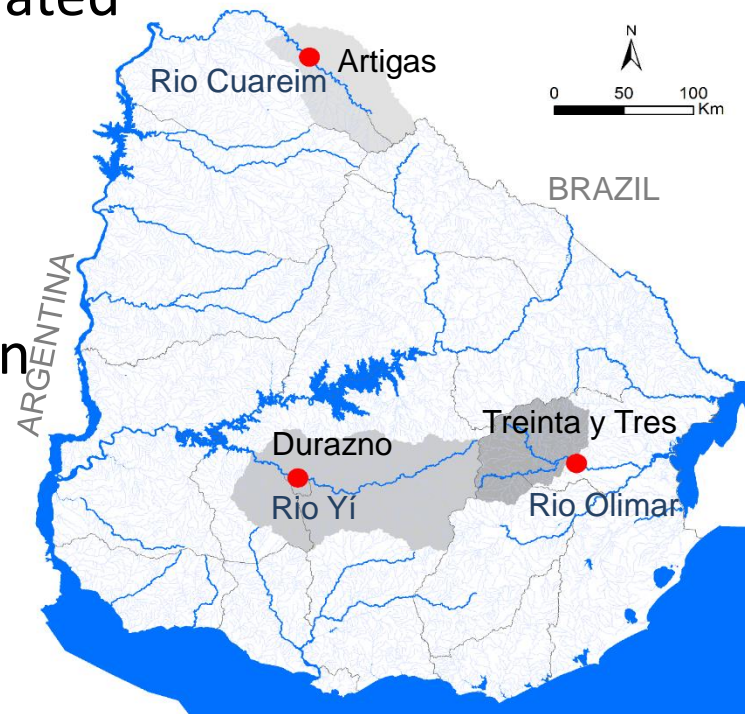 ated
N
Artigas
Rio Cuareim
0 50 100
Km
BRAZIL
ARGENTINA
n
Treinta y Tres
Durazno
Rio Yí
Rio Olimar